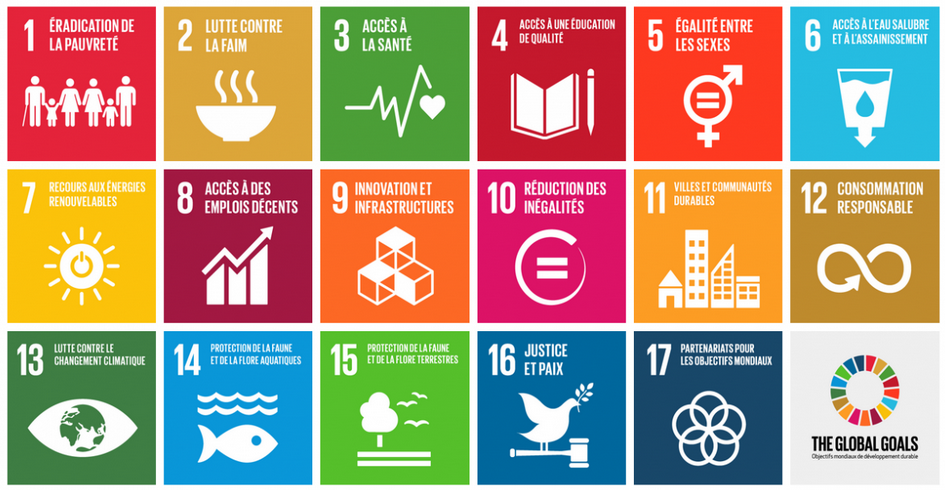 1 ÉRADICATION DE
LA PAUVRETÉ
2 LUTTE CONTRE
LA FAIM
3 ACCÈS À
LA SANTÉ
4 ACCÈS À UNE ÉDUCATION
DE QUALITÉ
5 ÉGALITÉ ENTRE
LES SEXES
6 ACCÈS À L'EAU SALUBRE
ET À L'ASSAINISSEMENT
7 RECOURS AUX ÉNERGIES
RENOUVELABLES
8 ACCÈS À DES
EMPLOIS DÉCENTS
9 INNOVATION ET
INFRASTRUCTURES
10 RÉDUCTION DES
INÉGALITÉS
11 VILLES ET COMMUNAUTÉS
DURABLES
12 CONSOMMATION
RESPONSABLE
13 LUTTE CONTRE LE
CHANGEMENT CLIMATIQUE
14 PROTECTION DE LA FAUNE
ET DE LA FLORE AQUATIQUES
15 PROTECTION DE LA FAUNE
ET DE LA FLORE TERRESTRES
16 JUSTICE
ET PAIX
17 PARTENARIATS POUR
LES OBJECTIFS MONDIAUX
THE GLOBAL GOALS
Objectifs mondiaux de développement durable